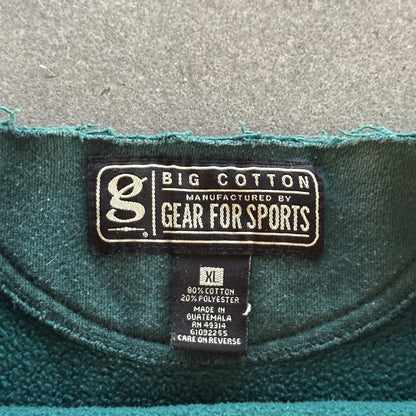 g
®
BIG COTTON
MANUFACTURED BY
GEAR FOR SPORTS
XL
80% COTTON
20% POLYESTER
MADE IN
GUATEMALA
RN 49314
G1092255
CARE ON REVERSE